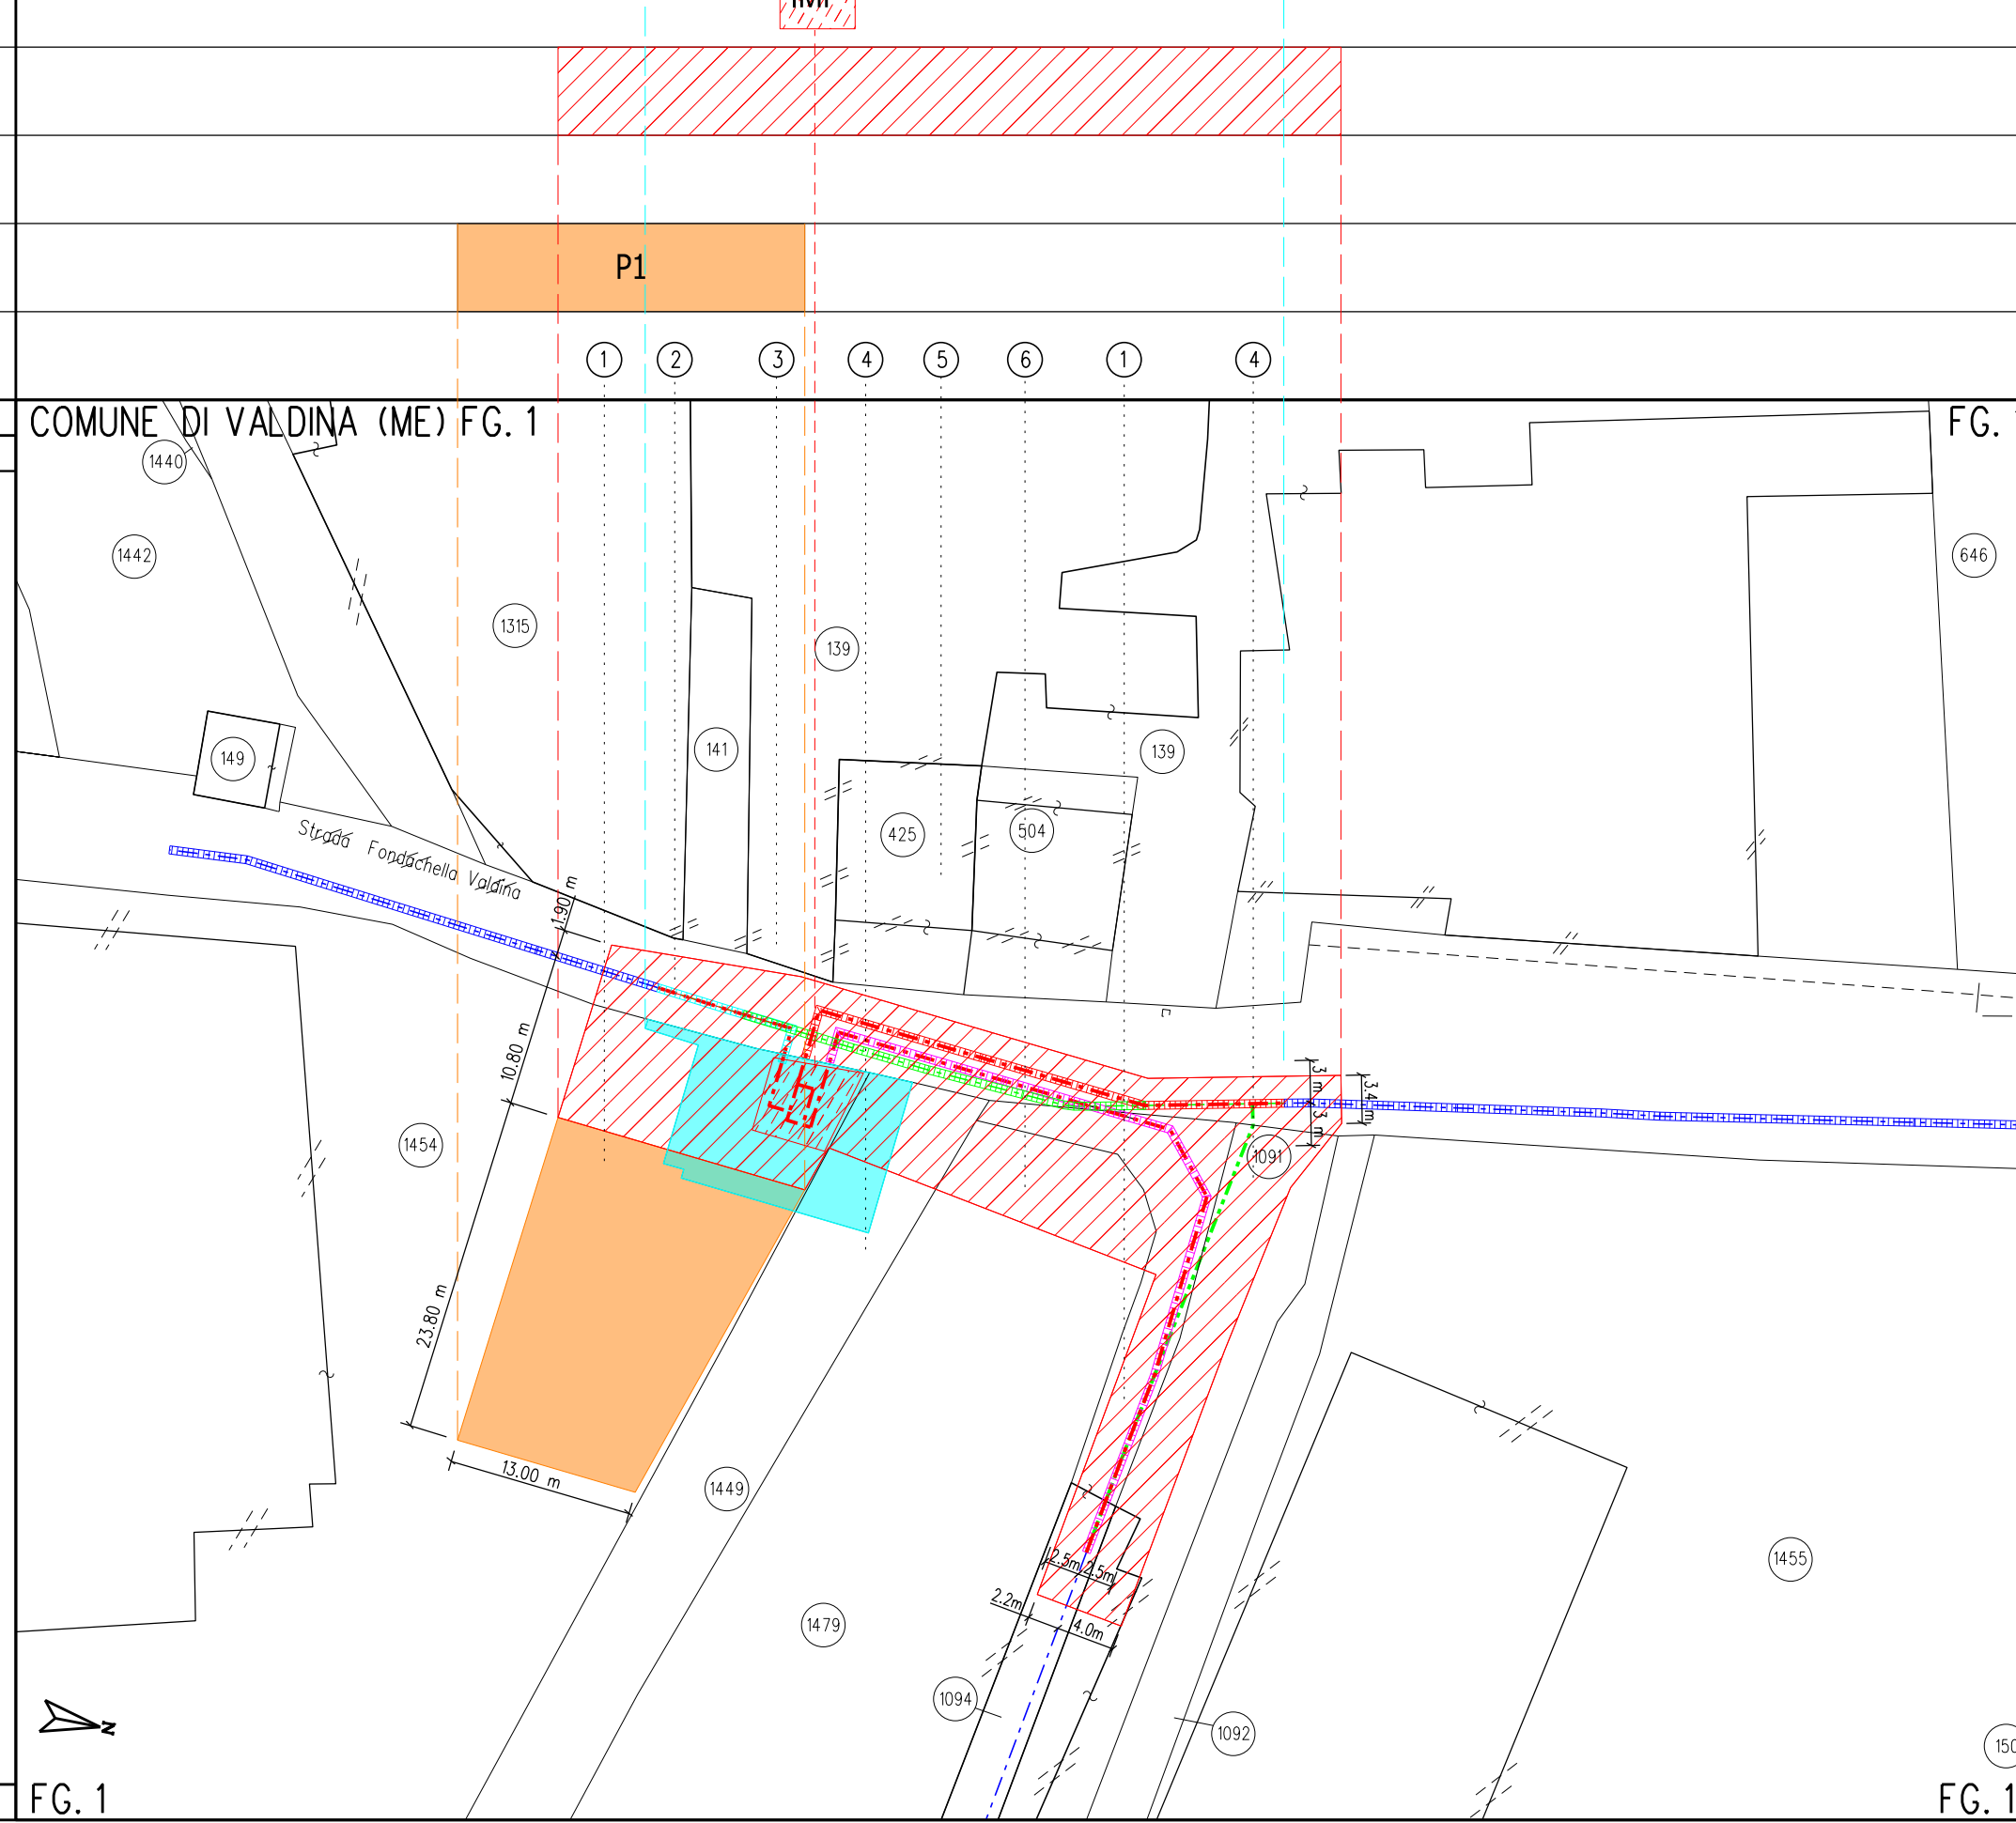 P1
1 2 3 4 5 6 1 4
COMUNE DI VALDINA (ME) FG. 1
FG.
1440
1442
646
1315
139
149
141
139
425
504
Strada Fondachella Valdina
1.90 m
10.80 m
3 m
3.4 m
3 m
1454
1091
23.80 m
13.00 m
1449
2.5m 2.5m
1455
2.2m
4.0m
1479
1094
1092
N
150
FG. 1
FG. 1